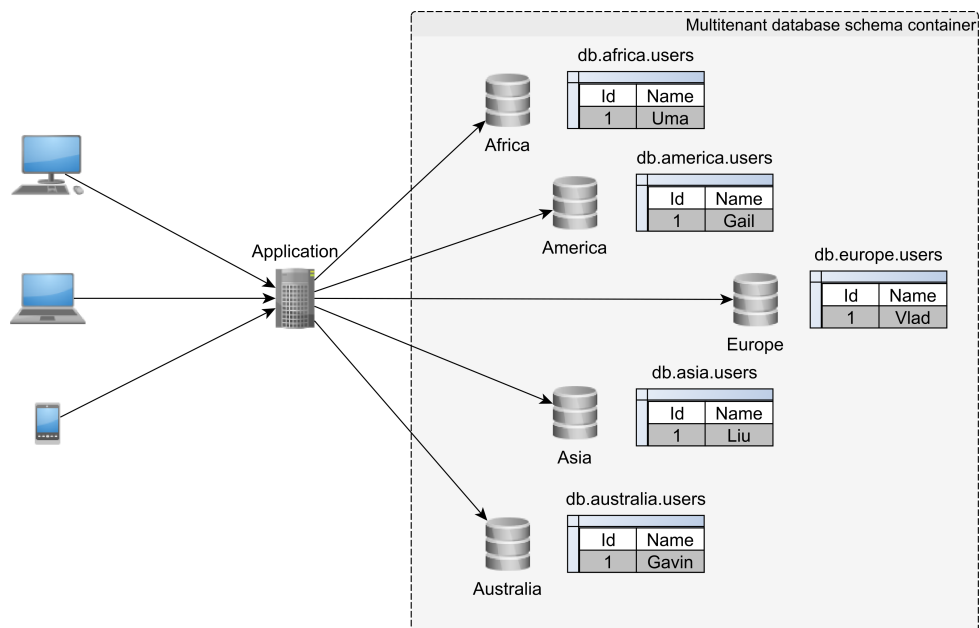 Multitenant database schema container
db.africa.users
Id Name
1 Uma
Africa
db.america.users
Id Name
1 Gail
America
Application
db.europe.users
Id Name
1 Vlad
Europe
db.asia.users
Id Name
1 Liu
Asia
db.australia.users
Id Name
1 Gavin
Australia